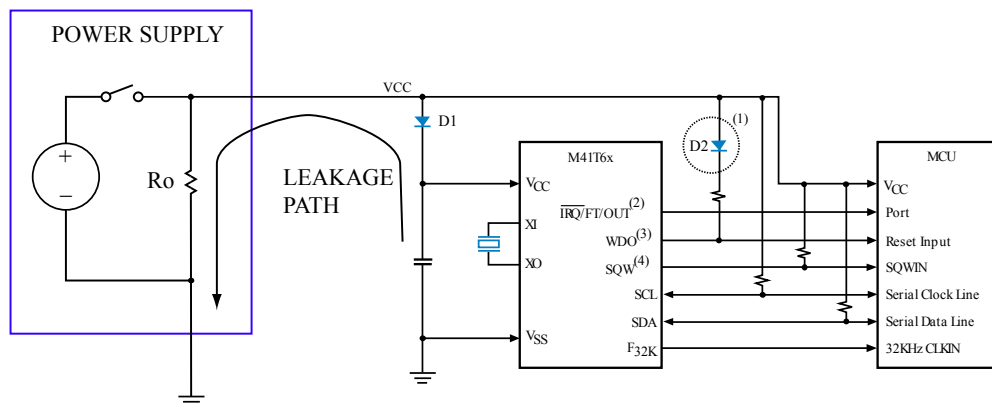 POWER SUPPLY
VCC
D1
(1)
D2
M41T6x
MCU
+
−
Ro
LEAKAGE
PATH
VCC
VCC
XI
IRQ/FT/OUT(2)
Port
WDO(3)
Reset Input
XO
SQW(4)
SQWIN
SCL
Serial Clock Line
SDA
Serial Data Line
VSS
F32K
32KHz CLKIN